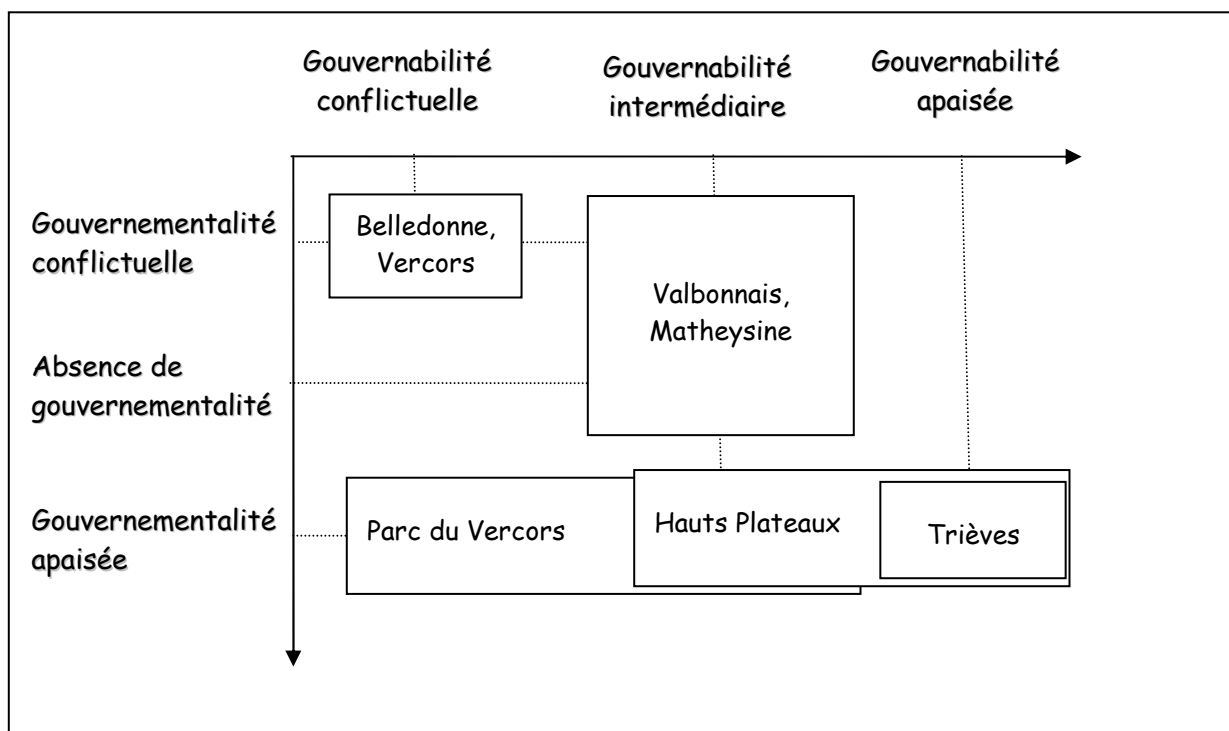 Gouvernabilité
conflictuelle
Gouvernabilité
intermédiaire
Gouvernabilité
apaisée
Gouvernementalité
conflictuelle
Belledonne,
Vercors
Valbonnais,
Matheysine
Absence de
gouvernementalité
Gouvernementalité
apaisée
Parc du Vercors
Hauts Plateaux
Trièves